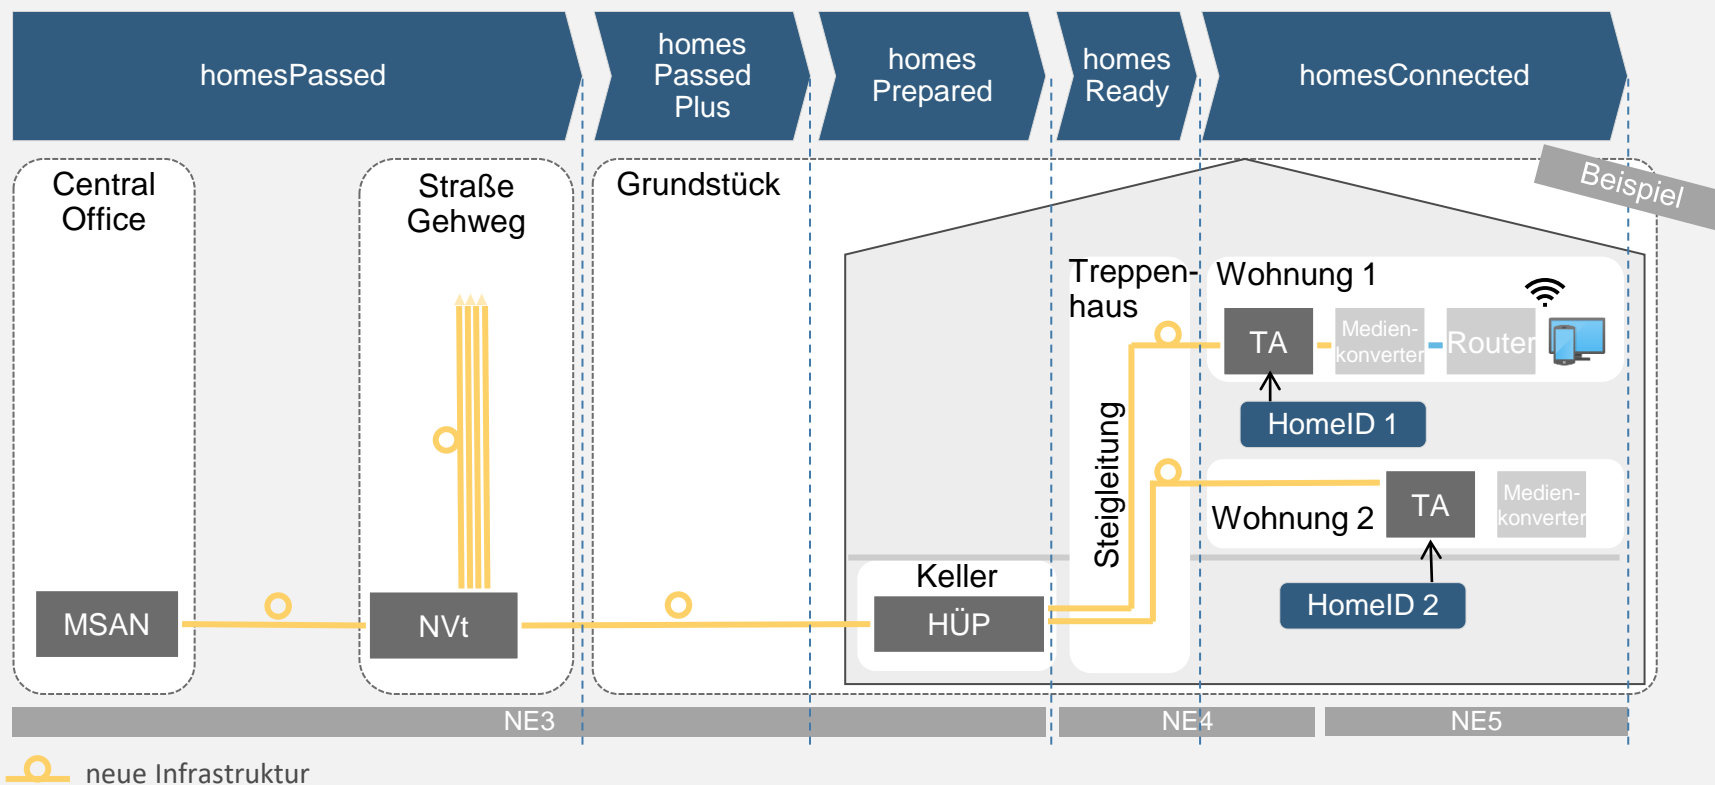 homesPassed
homes
Passed
Plus
homes
Prepared
homes
Ready
homesConnected
Central
Office
Straße
Gehweg
Grundstück
Beispiel
Treppen-
haus
Wohnung 1
TA
Medien-
konverter
Router
HomeID 1
Steigleitung
TA
Medien-
konverter
Wohnung 2
Keller
HomeID 2
MSAN
NVt
HÜP
NE3
NE4
NE5
neue Infrastruktur